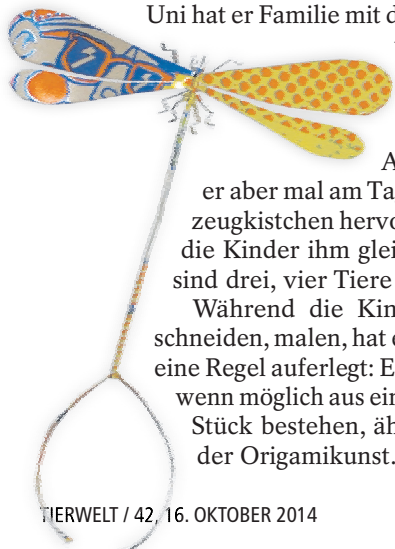 Uni hat er Familie mit d
A
er aber mal am Ta
zeugkistchen hervo
die Kinder ihm glei
sind drei, vier Tiere
Während die Kin
schneiden, malen, hat e
eine Regel auferlegt: E
wenn möglich aus ein
Stück bestehen, äh
der Origamikunst.
TIERWELT / 42, 16. OKTOBER 2014